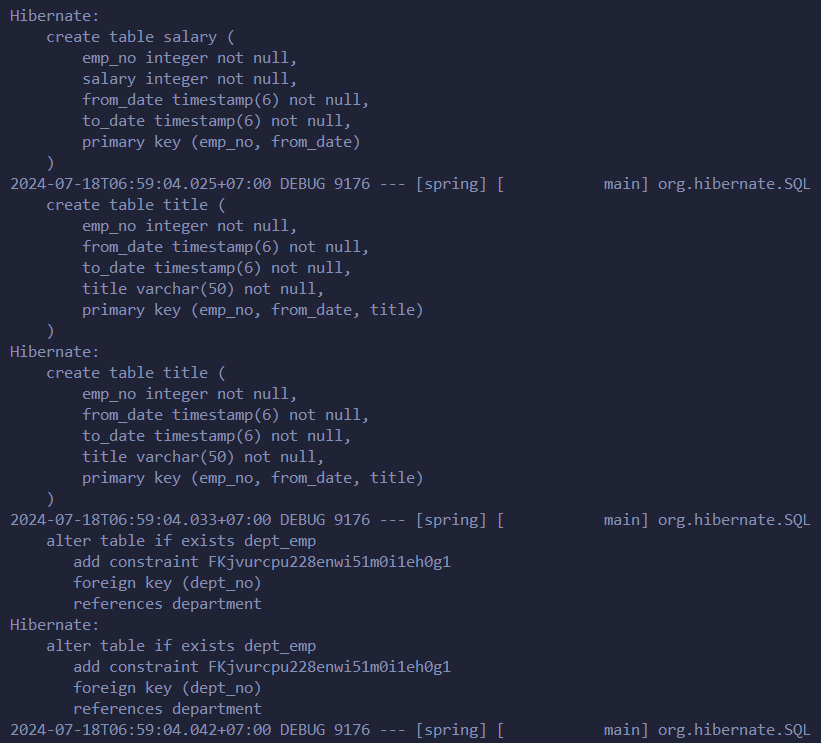 Hibernate:
    create table salary (
        emp_no integer not null,
        salary integer not null,
        from_date timestamp(6) not null,
        to_date timestamp(6) not null,
        primary key (emp_no, from_date)
    )
2024-07-18T06:59:04.025+07:00 DEBUG 9176 --- [spring] [           main] org.hibernate.SQL
    create table title (
        emp_no integer not null,
        from_date timestamp(6) not null,
        to_date timestamp(6) not null,
        title varchar(50) not null,
        primary key (emp_no, from_date, title)
    )
Hibernate:
    create table title (
        emp_no integer not null,
        from_date timestamp(6) not null,
        to_date timestamp(6) not null,
        title varchar(50) not null,
        primary key (emp_no, from_date, title)
    )
2024-07-18T06:59:04.033+07:00 DEBUG 9176 --- [spring] [           main] org.hibernate.SQL
    alter table if exists dept_emp
       add constraint FKjvurcpu228enwi51m0i1eh0g1
       foreign key (dept_no)
       references department
Hibernate:
    alter table if exists dept_emp
       add constraint FKjvurcpu228enwi51m0i1eh0g1
       foreign key (dept_no)
       references department
2024-07-18T06:59:04.042+07:00 DEBUG 9176 --- [spring] [           main] org.hibernate.SQL